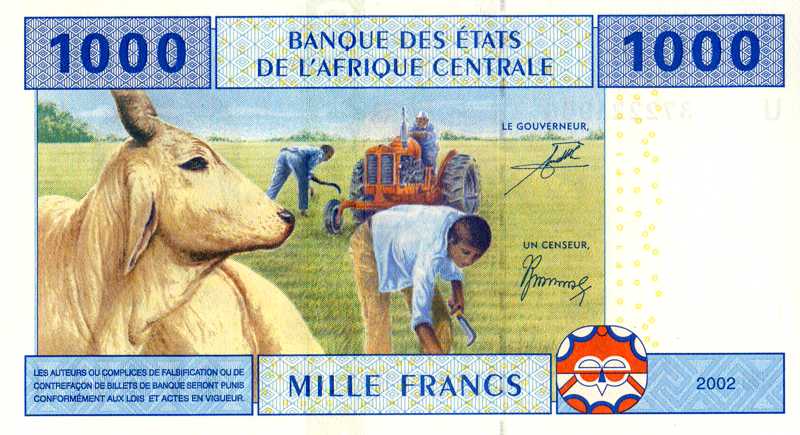 1000
BANQUE DES ÉTATS
DE L'AFRIQUE CENTRALE
1000
LE GOUVERNEUR,
UN CENSEUR,
LES AUTEURS OU COMPLICES DE FALSIFICATION OU DE
CONTREFAÇON DE BILLETS DE BANQUE SERONT PUNIS
CONFORMÉMENT AUX LOIS ET ACTES EN VIGUEUR.
MILLE FRANCS
2002